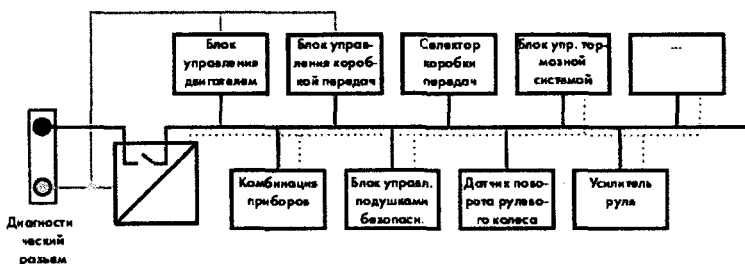 Блок
управления
двигателем
Блок управ-
ления короб-
кой передач
Селектор
коробки
передач
Блок упр. тор-
мозной
системой
...
Комбинация
приборов
Блок управл.
подушками
безопасн.
Датчик пово-
рота рулево-
го колеса
Усилитель
руля
Диагности
ческий
разъем